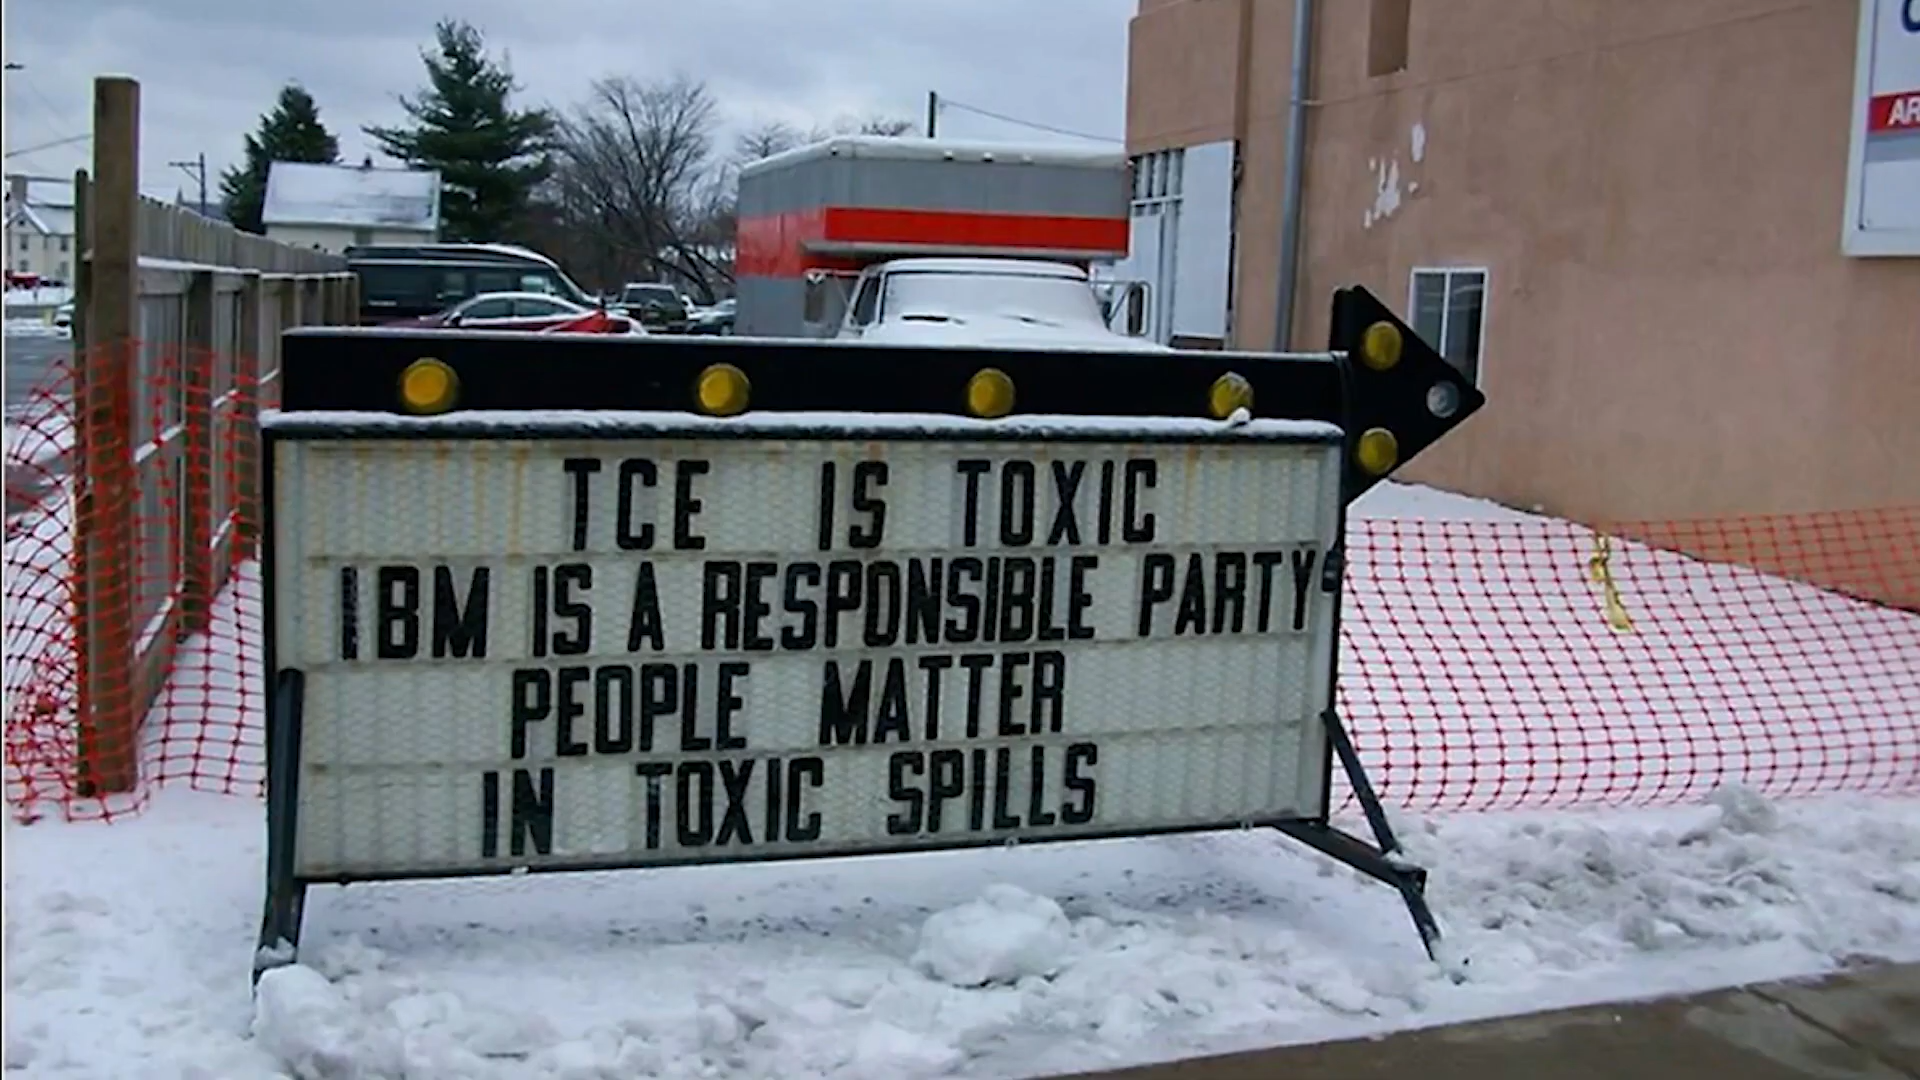 TCE IS TOXIC
IBM IS A RESPONSIBLE PARTY
PEOPLE MATTER
IN TOXIC SPILLS